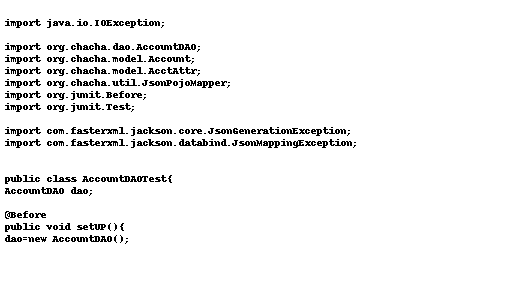 import java.io.IOException;
import org.chacha.dao.AccountDAO;
import org.chacha.model.Account;
import org.chacha.model.AcctAttr;
import org.chacha.util.JsonPojoMapper;
import org.junit.Before;
import org.junit.Test;
import com.fasterxml.jackson.core.JsonGenerationException;
import com.fasterxml.jackson.databind.JsonMappingException;
public class AccountDAOTest{
AccountDAO dao;
@Before
public void setUP(){
dao=new AccountDAO();